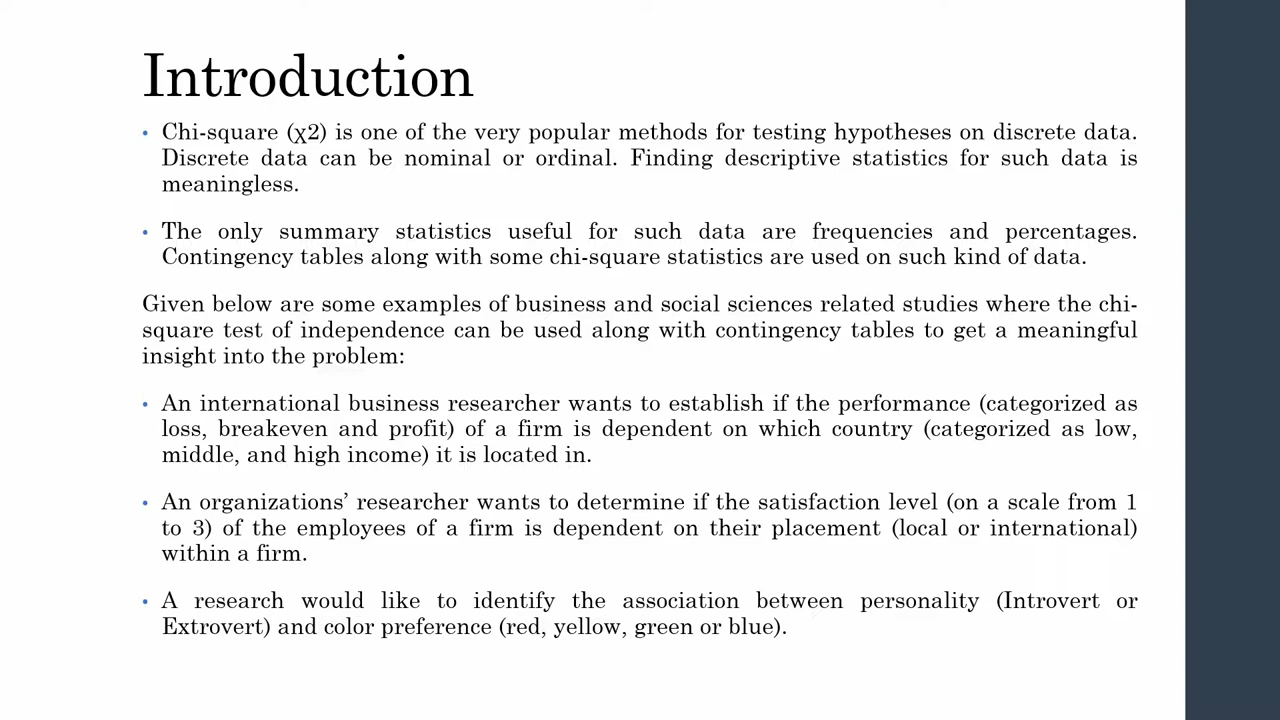 Introduction
• Chi-square (χ2) is one of the very popular methods for testing hypotheses on discrete data.
Discrete data can be nominal or ordinal. Finding descriptive statistics for such data is
meaningless.
• The only summary statistics useful for such data are frequencies and percentages.
Contingency tables along with some chi-square statistics are used on such kind of data.
Given below are some examples of business and social sciences related studies where the chi-
square test of independence can be used along with contingency tables to get a meaningful
insight into the problem:
• An international business researcher wants to establish if the performance (categorized as
loss, breakeven and profit) of a firm is dependent on which country (categorized as low,
middle, and high income) it is located in.
• An organizations’ researcher wants to determine if the satisfaction level (on a scale from 1
to 3) of the employees of a firm is dependent on their placement (local or international)
within a firm.
• A research would like to identify the association between personality (Introvert or
Extrovert) and color preference (red, yellow, green or blue).